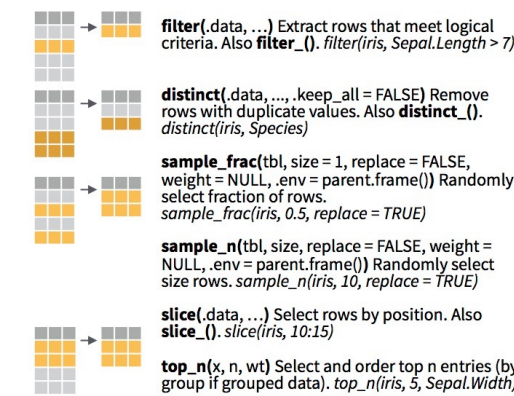 filter(.data, …) Extract rows that meet logical
criteria. Also filter_(). filter(iris, Sepal.Length > 7)
distinct(.data, ..., .keep_all = FALSE) Remove
rows with duplicate values. Also distinct_().
distinct(iris, Species)
sample_frac(tbl, size = 1, replace = FALSE,
weight = NULL, .env = parent.frame()) Randomly
select fraction of rows.
sample_frac(iris, 0.5, replace = TRUE)
sample_n(tbl, size, replace = FALSE, weight =
NULL, .env = parent.frame()) Randomly select
size rows. sample_n(iris, 10, replace = TRUE)
slice(.data, …) Select rows by position. Also
slice_(). slice(iris, 10:15)
top_n(x, n, wt) Select and order top n entries (by
group if grouped data). top_n(iris, 5, Sepal.Width)